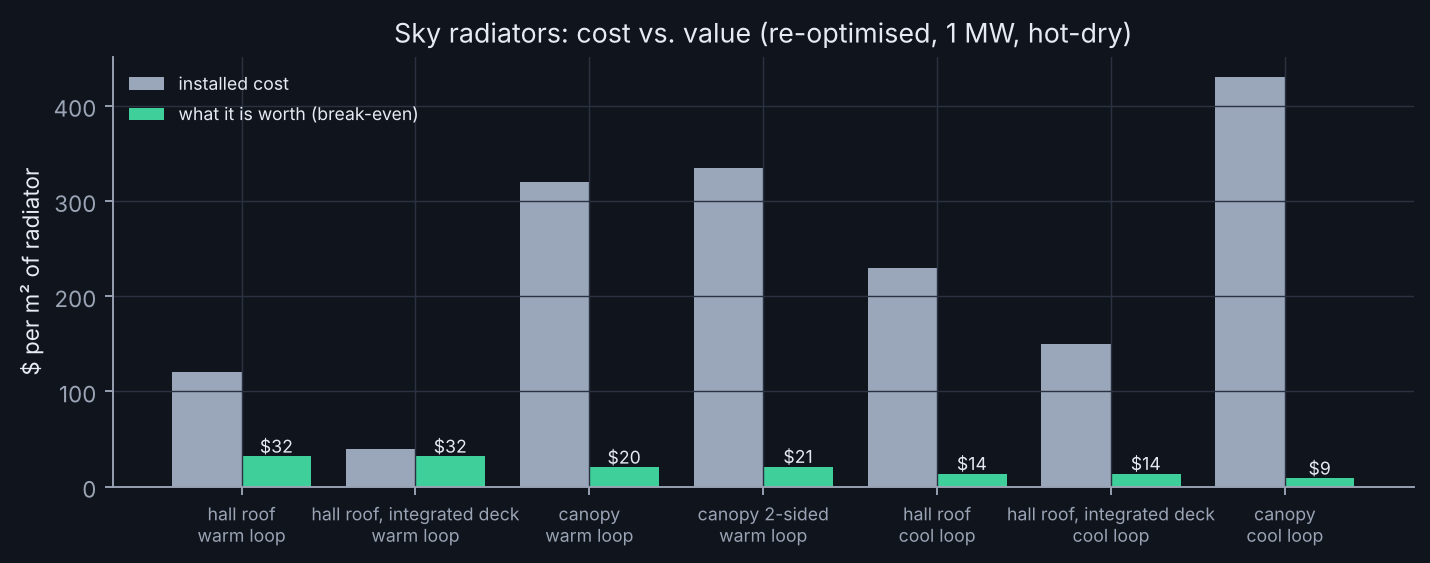 Sky radiators: cost vs. value (re-optimised, 1 MW, hot-dry)
installed cost
what it is worth (break-even)
$ per m² of radiator
400
300
200
100
0
$32
$32
$20
$21
$14
$14
$9
hall roof
warm loop
hall roof, integrated deck
warm loop
canopy
warm loop
canopy 2-sided
warm loop
hall roof
cool loop
hall roof, integrated deck
cool loop
canopy
cool loop